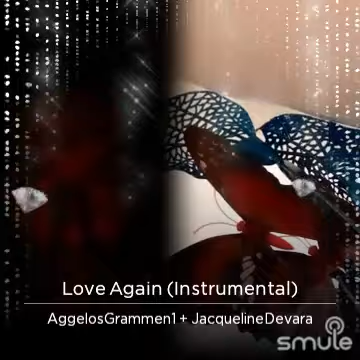 Love Again (Instrumental)
AggelosGrammen1 + JacquelineDevara
smule